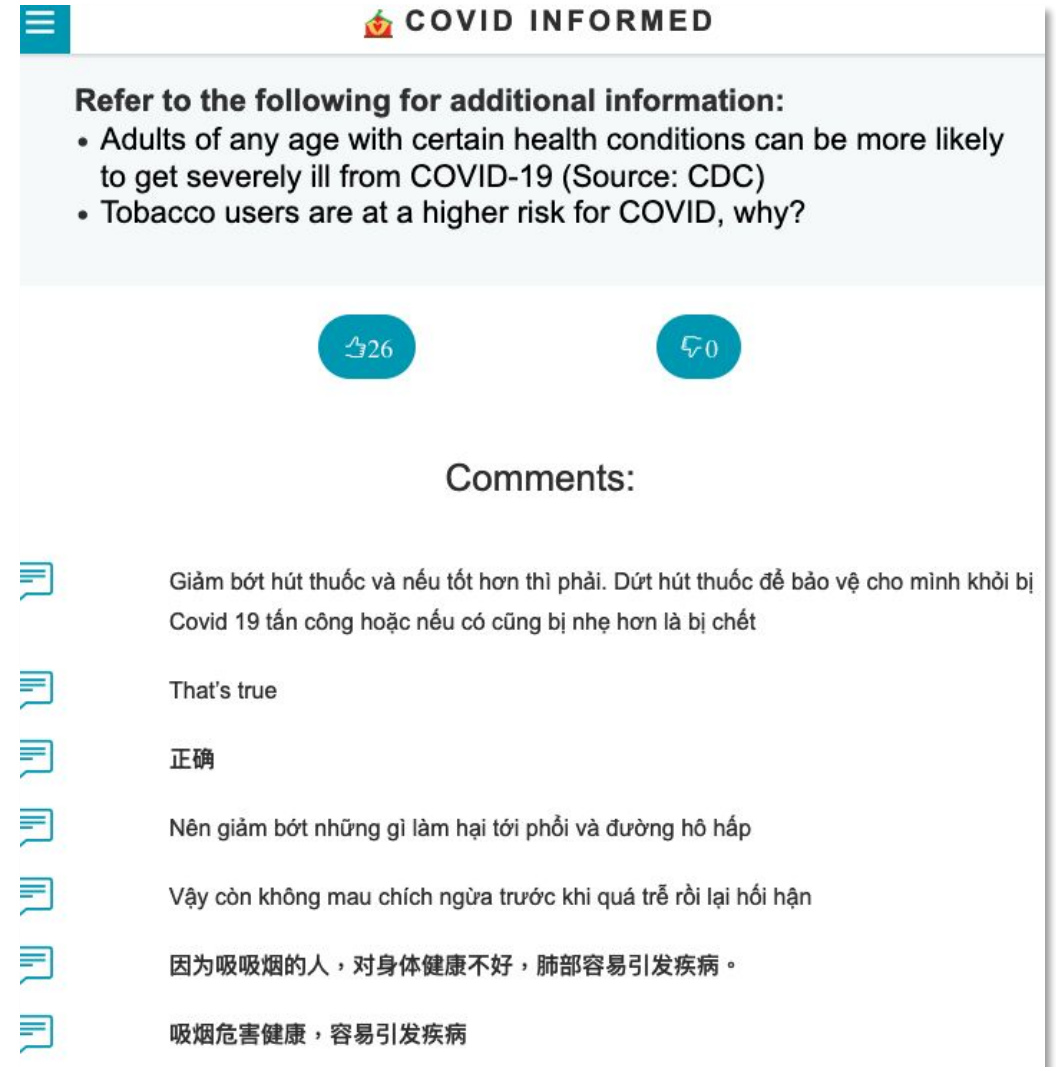 COVID INFORMED
Refer to the following for additional information:
• Adults of any age with certain health conditions can be more likely
to get severely ill from COVID-19 (Source: CDC)
• Tobacco users are at a higher risk for COVID, why?
26
0
Comments:
Giảm bớt hút thuốc và nếu tốt hơn thì phải. Dứt hút thuốc để bảo vệ cho mình khỏi bị
Covid 19 tấn công hoặc nếu có cũng bị nhẹ hơn là bị chết
That's true
正确
Nên giảm bớt những gì làm hại tới phổi và đường hô hấp
Vậy còn không mau chích ngừa trước khi quá trễ rồi lại hối hận
因为吸吸烟的人，对身体健康不好，肺部容易引发疾病。
吸烟危害健康，容易引发疾病